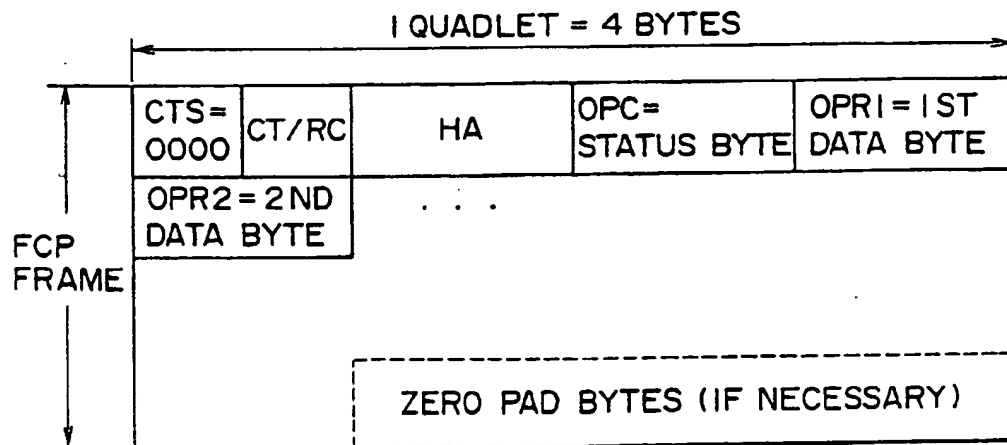 1 QUADLET = 4 BYTES
CTS=
0000
CT/RC
HA
OPC=
STATUS BYTE
OPR1=1ST
DATA BYTE
OPR2=2ND
DATA BYTE
. . .
FCP
FRAME
ZERO PAD BYTES (IF NECESSARY)